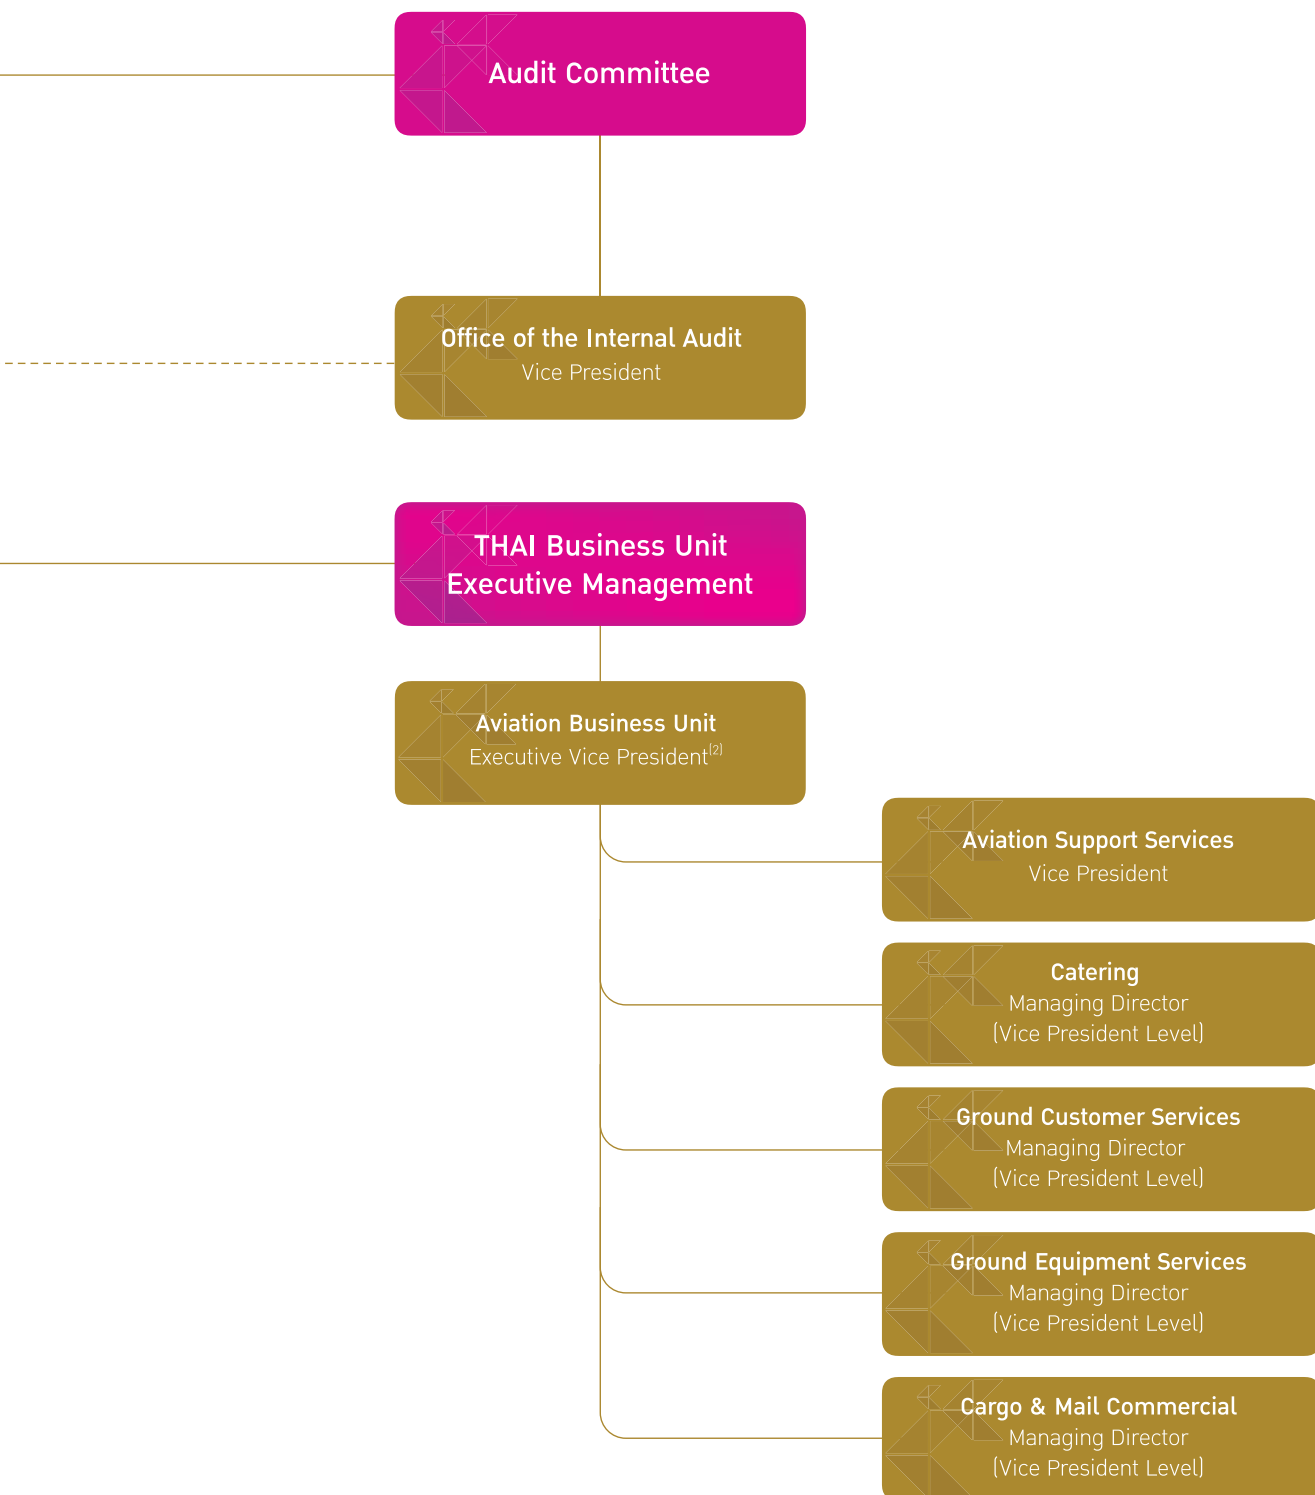 Audit Committee
Office of the Internal Audit
Vice President
THAI Business Unit
Executive Management
Aviation Business Unit
Executive Vice President(2)
Aviation Support Services
Vice President
Catering
Managing Director
(Vice President Level)
Ground Customer Services
Managing Director
(Vice President Level)
Ground Equipment Services
Managing Director
(Vice President Level)
Cargo & Mail Commercial
Managing Director
(Vice President Level)